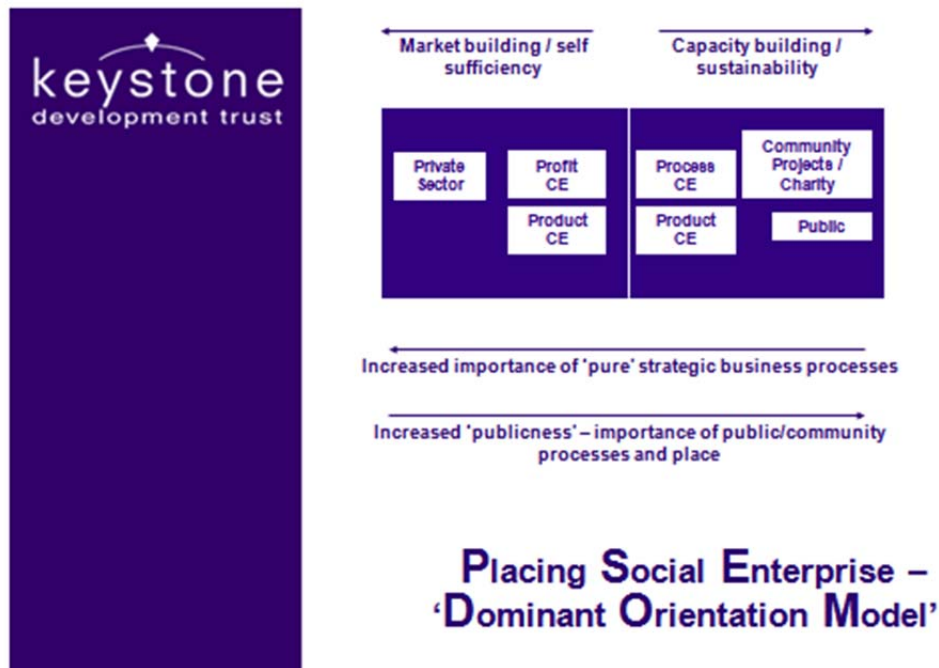 keystone
development trust
Market building / self
sufficiency
Capacity building /
sustainability
Private
Sector
Profit
CE
Product
CE
Process
CE
Product
CE
Community
Projects /
Charity
Public
Increased importance of 'pure' strategic business processes
Increased 'publicness' – importance of public/community
processes and place
Placing Social Enterprise –
'Dominant Orientation Model'